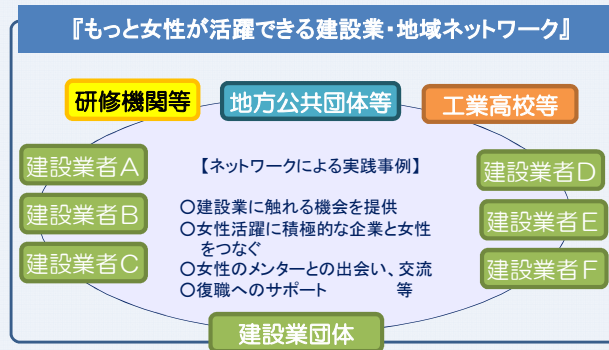 『もっと女性が活躍できる建設業・地域ネットワーク』
研修機関等
地方公共団体等
工業高校等
建設業者A
建設業者B
建設業者C
【ネットワークによる実践事例】
○建設業に触れる機会を提供
○女性活躍に積極的な企業と女性
をつなぐ
○女性のメンターとの出会い、交流
○復職へのサポート 等
建設業者D
建設業者E
建設業者F
建設業団体